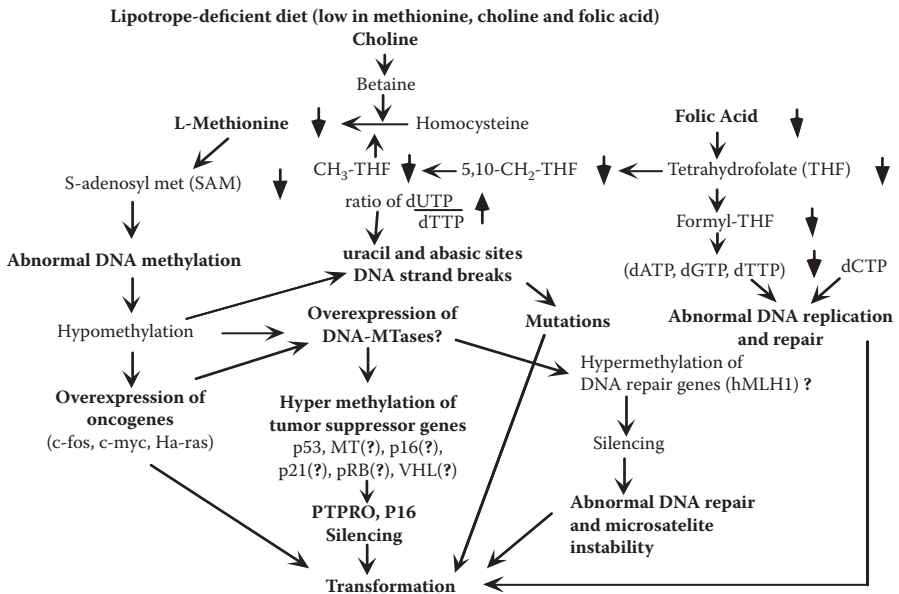 Lipotrope-deficient diet (low in methionine, choline and folic acid)
Choline
Betaine
L-Methionine
Homocysteine
Folic Acid
CH₃-THF
5,10-CH₂-THF
Tetrahydrofolate (THF)
S-adenosyl met (SAM)
ratio of dUTP
dTTP
Formyl-THF
Abnormal DNA methylation
uracil and abasic sites
DNA strand breaks
(dATP, dGTP, dTTP)
dCTP
Hypomethylation
Overexpression of
DNA-MTases?
Mutations
Abnormal DNA replication
and repair
Hypermethylation of
DNA repair genes (hMLH1) ?
Overexpression of
oncogenes
(c-fos, c-myc, Ha-ras)
Hyper methylation of
tumor suppressor genes
p53, MT(?), p16(?),
p21(?), pRB(?), VHL(?)
Silencing
PTPRO, P16
Silencing
Abnormal DNA repair
and microsatelite
instability
Transformation